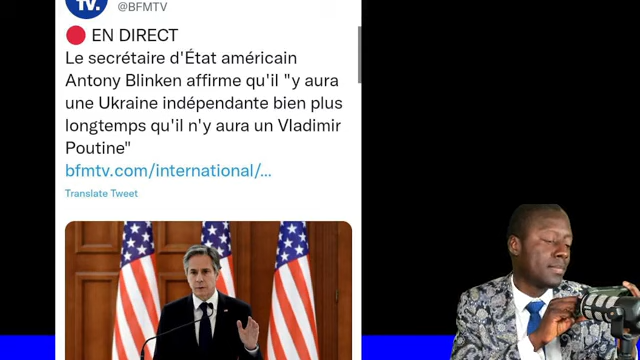 tv.
@BFMTV
🔴 EN DIRECT
Le secrétaire d'État américain
Antony Blinken affirme qu'il "y aura
une Ukraine indépendante bien plus
longtemps qu'il n'y aura un Vladimir
Poutine"
bfmtv.com/international/...
Translate Tweet